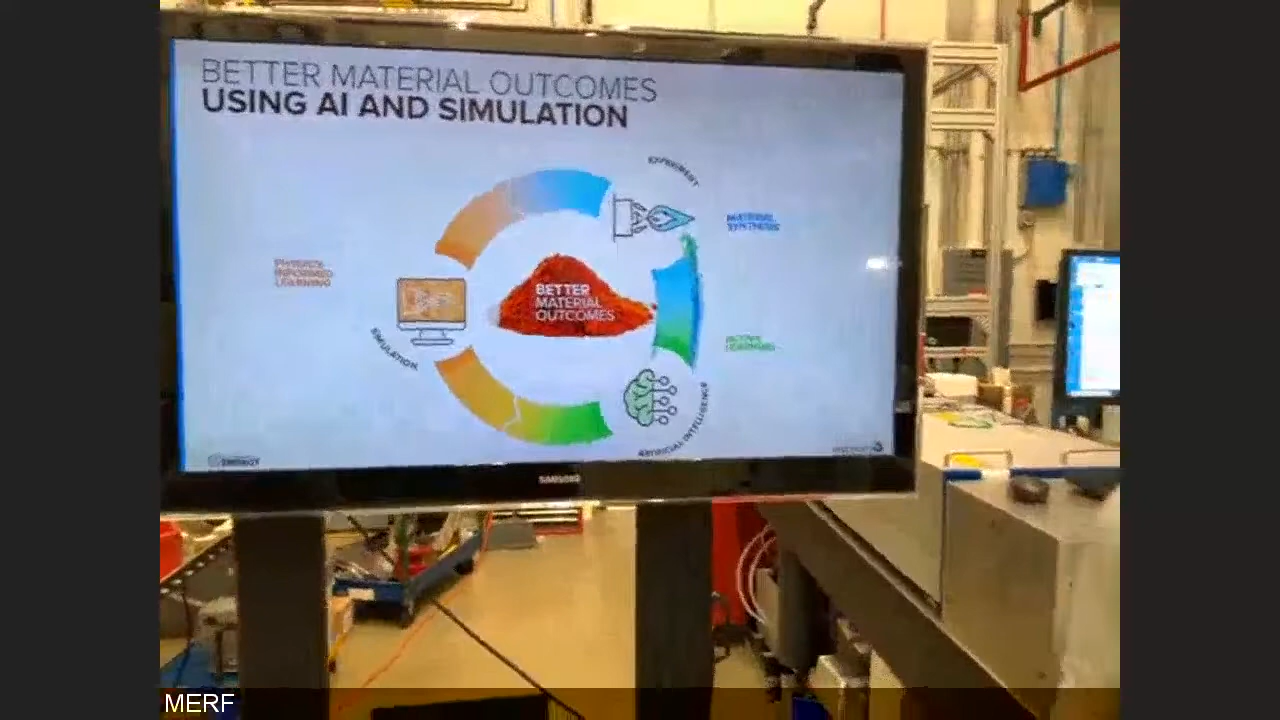 BETTER MATERIAL OUTCOMES
USING AI AND SIMULATION
EXPERIMENT
MATERIAL
SYNTHESIS
PHYSICS
INFORMED
LEARNING
BETTER
MATERIAL
OUTCOMES
SIMULATION
ACTIVE
LEARNING
ARTIFICIAL INTELLIGENCE
ENERGY
SAMSUNG
MERF